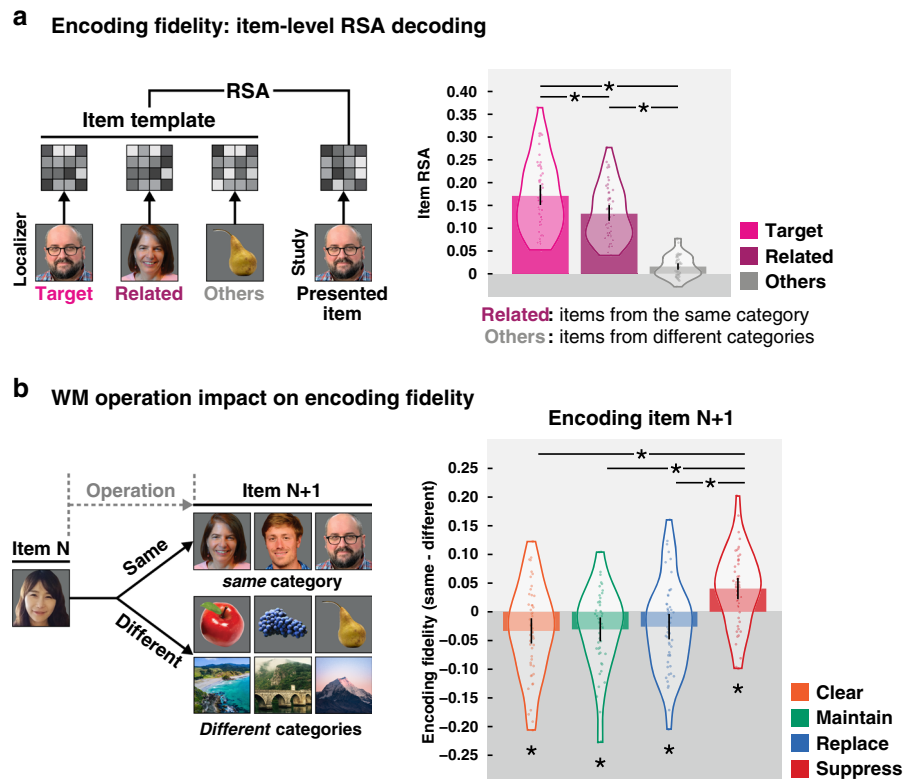 a Encoding fidelity: item-level RSA decoding
RSA
Item template
Localizer
Study
Target Related Others Presented
item
Item RSA
0.40
0.35
0.30
0.25
0.20
0.15
0.10
0.05
0
* * *
Target
Related
Others
Related: items from the same category
Others: items from different categories
b WM operation impact on encoding fidelity
Operation
Item N+1
Item N
Same
same category
Different
Different categories
Encoding item N+1
Encoding fidelity (same - different)
0.25
0.20
0.15
0.10
0.05
0
−0.05
−0.10
−0.15
−0.20
−0.25
* * *
* * * *
Clear
Maintain
Replace
Suppress